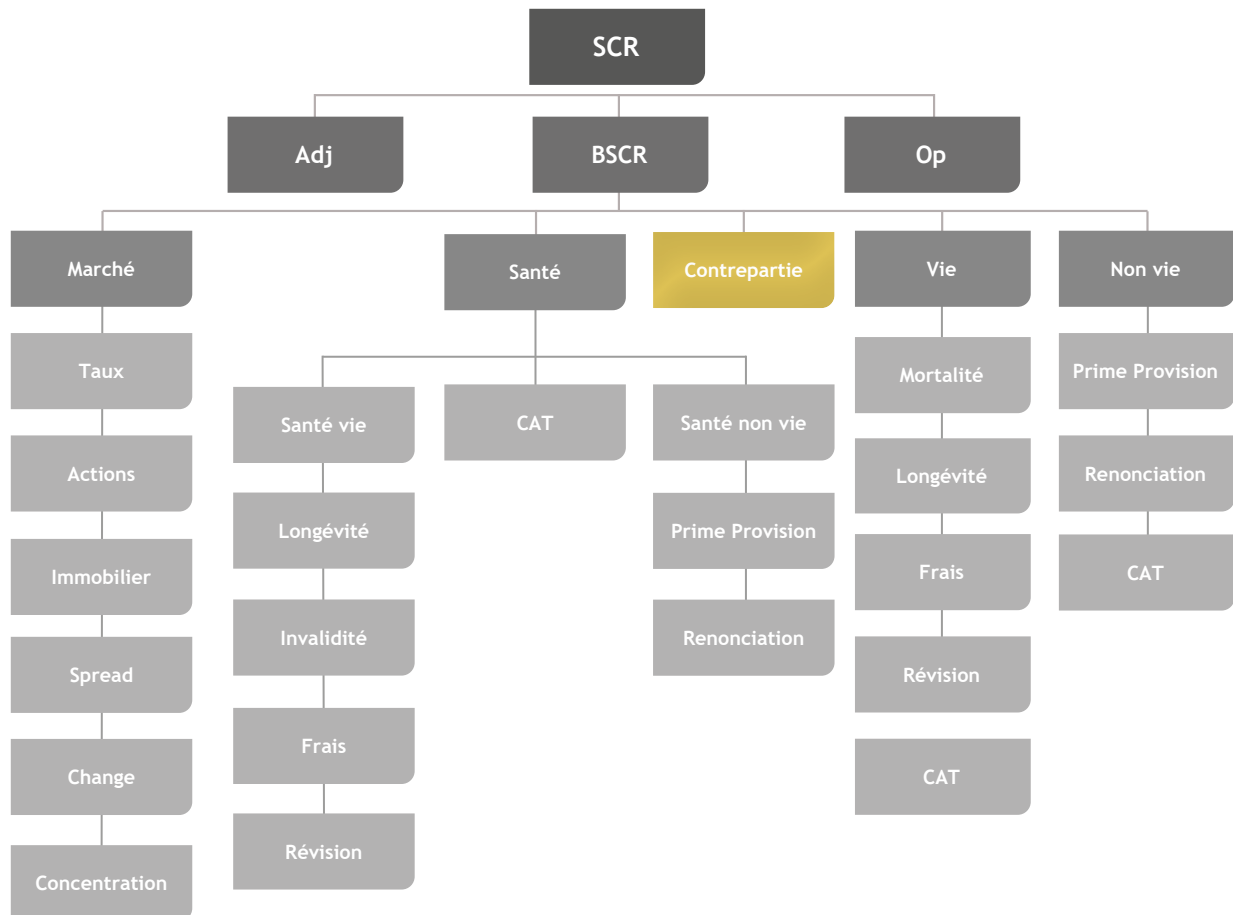 SCR
Adj
BSCR
Op
Marché
Santé
Contrepartie
Vie
Non vie
Taux
Actions
Immobilier
Spread
Change
Concentration
Santé vie
Longévité
Invalidité
Frais
Révision
CAT
Santé non vie
Prime Provision
Renonciation
Mortalité
Longévité
Frais
Révision
CAT
Prime Provision
Renonciation
CAT